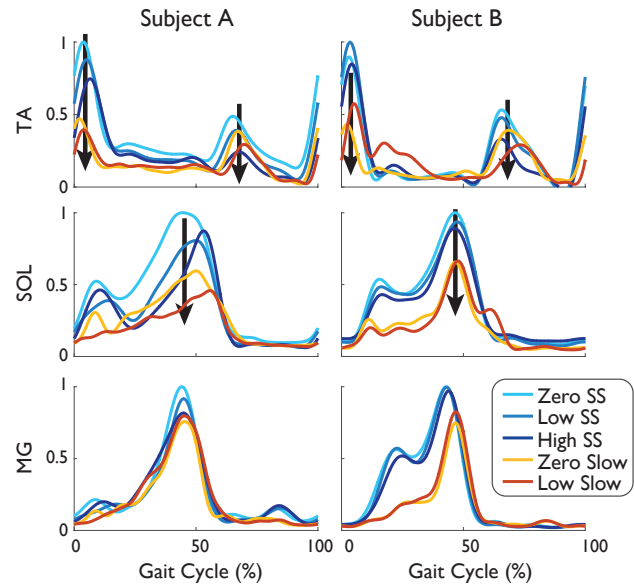 Subject A Subject B
1
0.5
0
TA
1
0.5
0
SOL
1
0.5
0
MG
Zero SS
Low SS
High SS
Zero Slow
Low Slow
0 50 100 0 50 100
Gait Cycle (%) Gait Cycle (%)